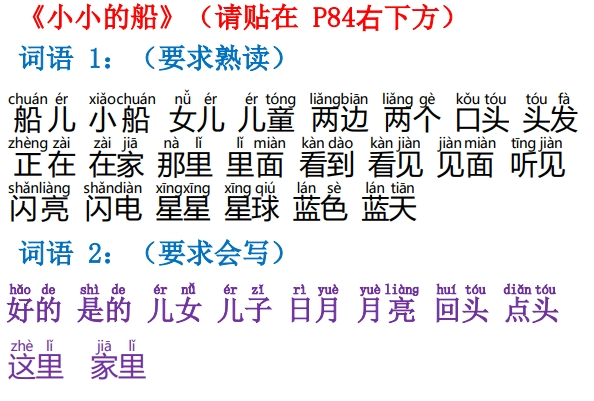 《小小的船》（请贴在 P84右下方）
词语 1：（要求熟读）
chuán ér xiǎochuán nǚ ér ér tóng liǎngbiān liǎng gè kǒu tóu tóu fà
船儿 小船 女儿 儿童 两边 两个 口头 头发
zhèng zài zài jiā nà lǐ lǐ miàn kàn dào kàn jiàn jiàn miàn tīng jiàn
正在 在家 那里 里面 看到 看见 见面 听见
shǎnliàng shǎndiàn xīngxīng xīng qiú lán sè lán tiān
闪亮 闪电 星星 星球 蓝色 蓝天
词语 2：（要求会写）
hǎo de shì de ér nǚ ér zǐ rì yuè yuè liàng huí tóu diǎn tóu
好的 是的 儿女 儿子 日月 月亮 回头 点头
zhè lǐ jiā lǐ
这里 家里